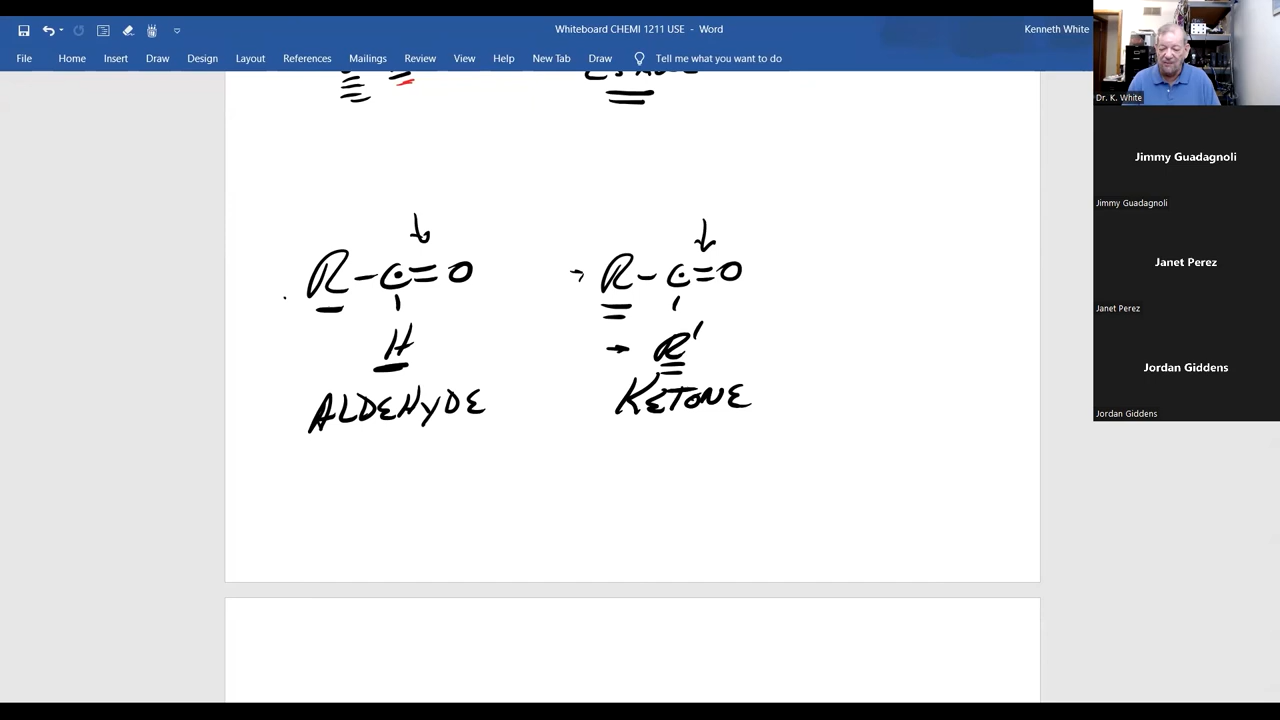 Whiteboard CHEMI 1211 USE - Word
Kenneth White
File Home Insert Draw Design Layout References Mailings Review View Help New Tab Draw Tell me what you want to do
R-C=O
H
ALDEHYDE
R-C=O
R'
KETONE
Dr. K. White
Jimmy Guadagnoli
Jimmy Guadagnoli
Janet Perez
Janet Perez
Jordan Giddens
Jordan Giddens